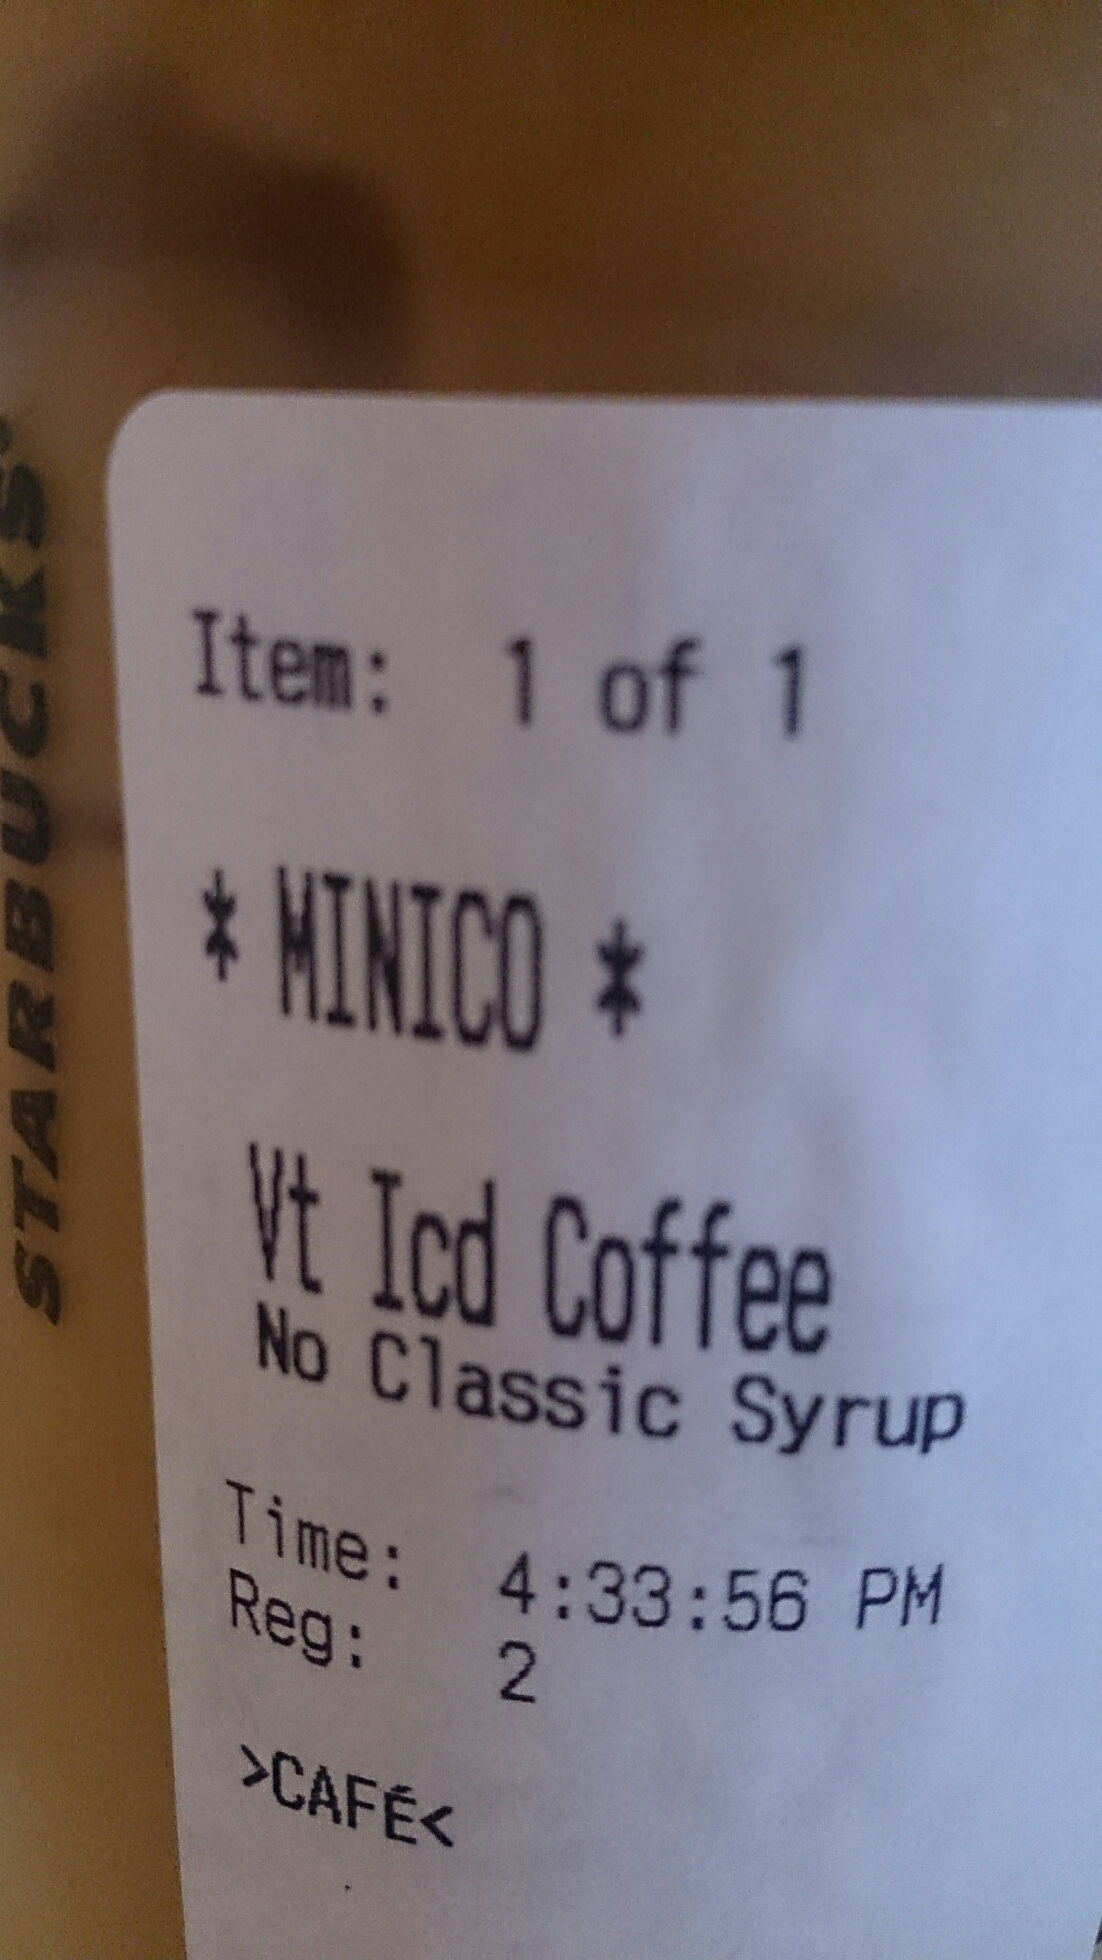 STARBUCKS
Item: 1 of 1
* MINICO *
Vt Icd Coffee
No Classic Syrup
Time: 4:33:56 PM
Reg: 2
>CAFÉ<